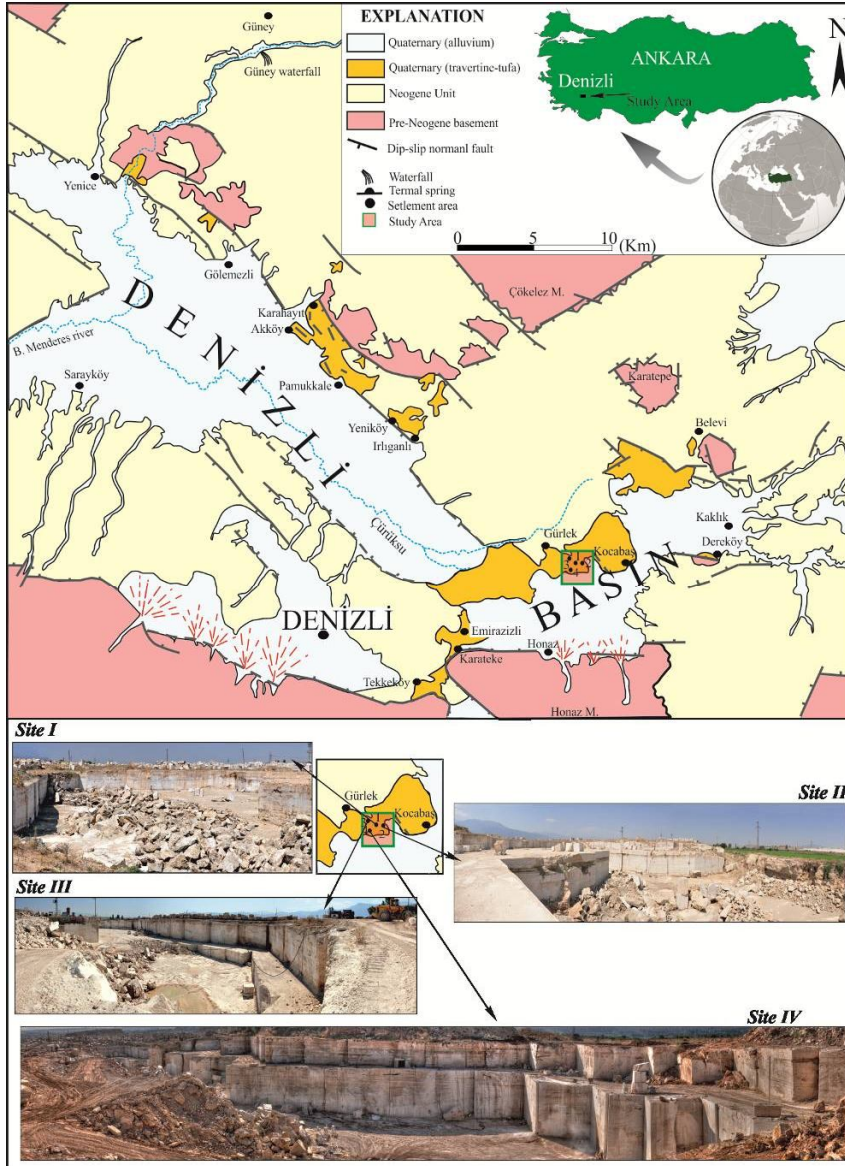 EXPLANATION
Quaternary (alluvium)
Quaternary (travertine-tufa)
Neogene Unit
Pre-Neogene basement
Dip-slip normanl fault
Waterfall
Termal spring
Setlement area
Study Area
0 5 10 (Km)
ANKARA
Denizli
Study Area
N
Güney
Güney waterfall
Yenice
Gölemezli
Karahayıt
Akköy
Çökelez M.
B. Menderes river
Sarayköy
Pamukkale
Karatepe
Yeniköy
Irlıganlı
Belevi
DENİZLİ
Çürüksu
Gürlek
Kocabaş
Kaklık
Dereköy
BASIN
DENİZLİ
Emirazizli
Karateke
Honaz
Tekkeköy
Honaz M.
Site I
Gürlek
Kocabaş
Site II
Site III
Site IV